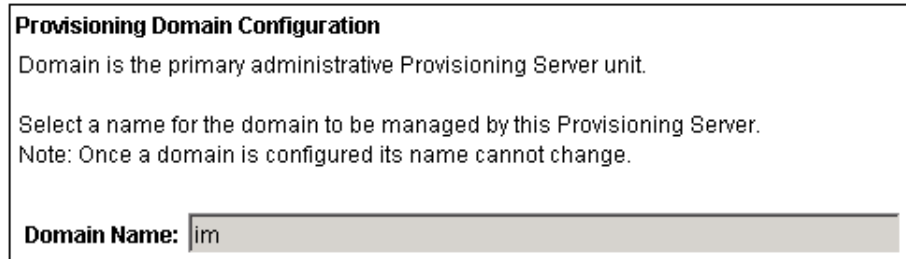 Provisioning Domain Configuration
Domain is the primary administrative Provisioning Server unit.
Select a name for the domain to be managed by this Provisioning Server.
Note: Once a domain is configured its name cannot change.
Domain Name: im